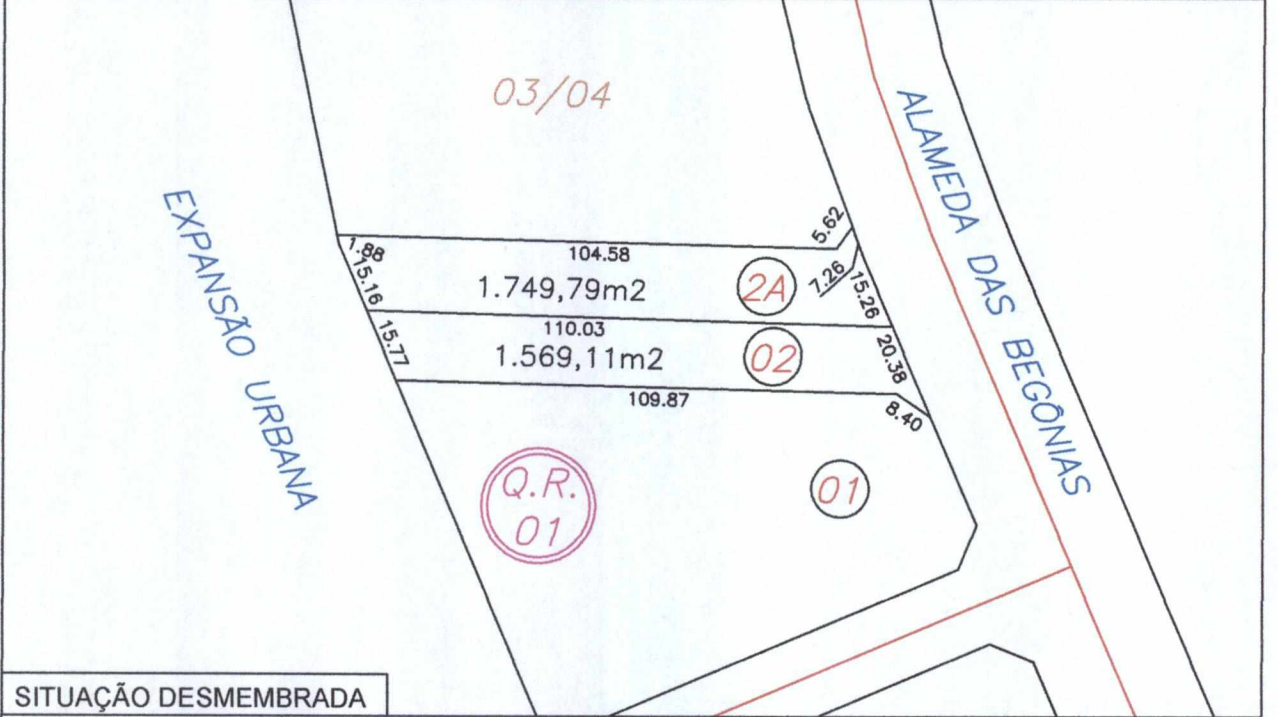 03/04
ALAMEDA DAS BEGÔNIAS
EXPANSÃO URBANA
5.62
1.88
104.58
15.16
1.749,79m2
2A
7.26
15.26
110.03
15.77
1.569,11m2
02
20.38
109.87
8.40
Q.R.
01
01
SITUAÇÃO DESMEMBRADA